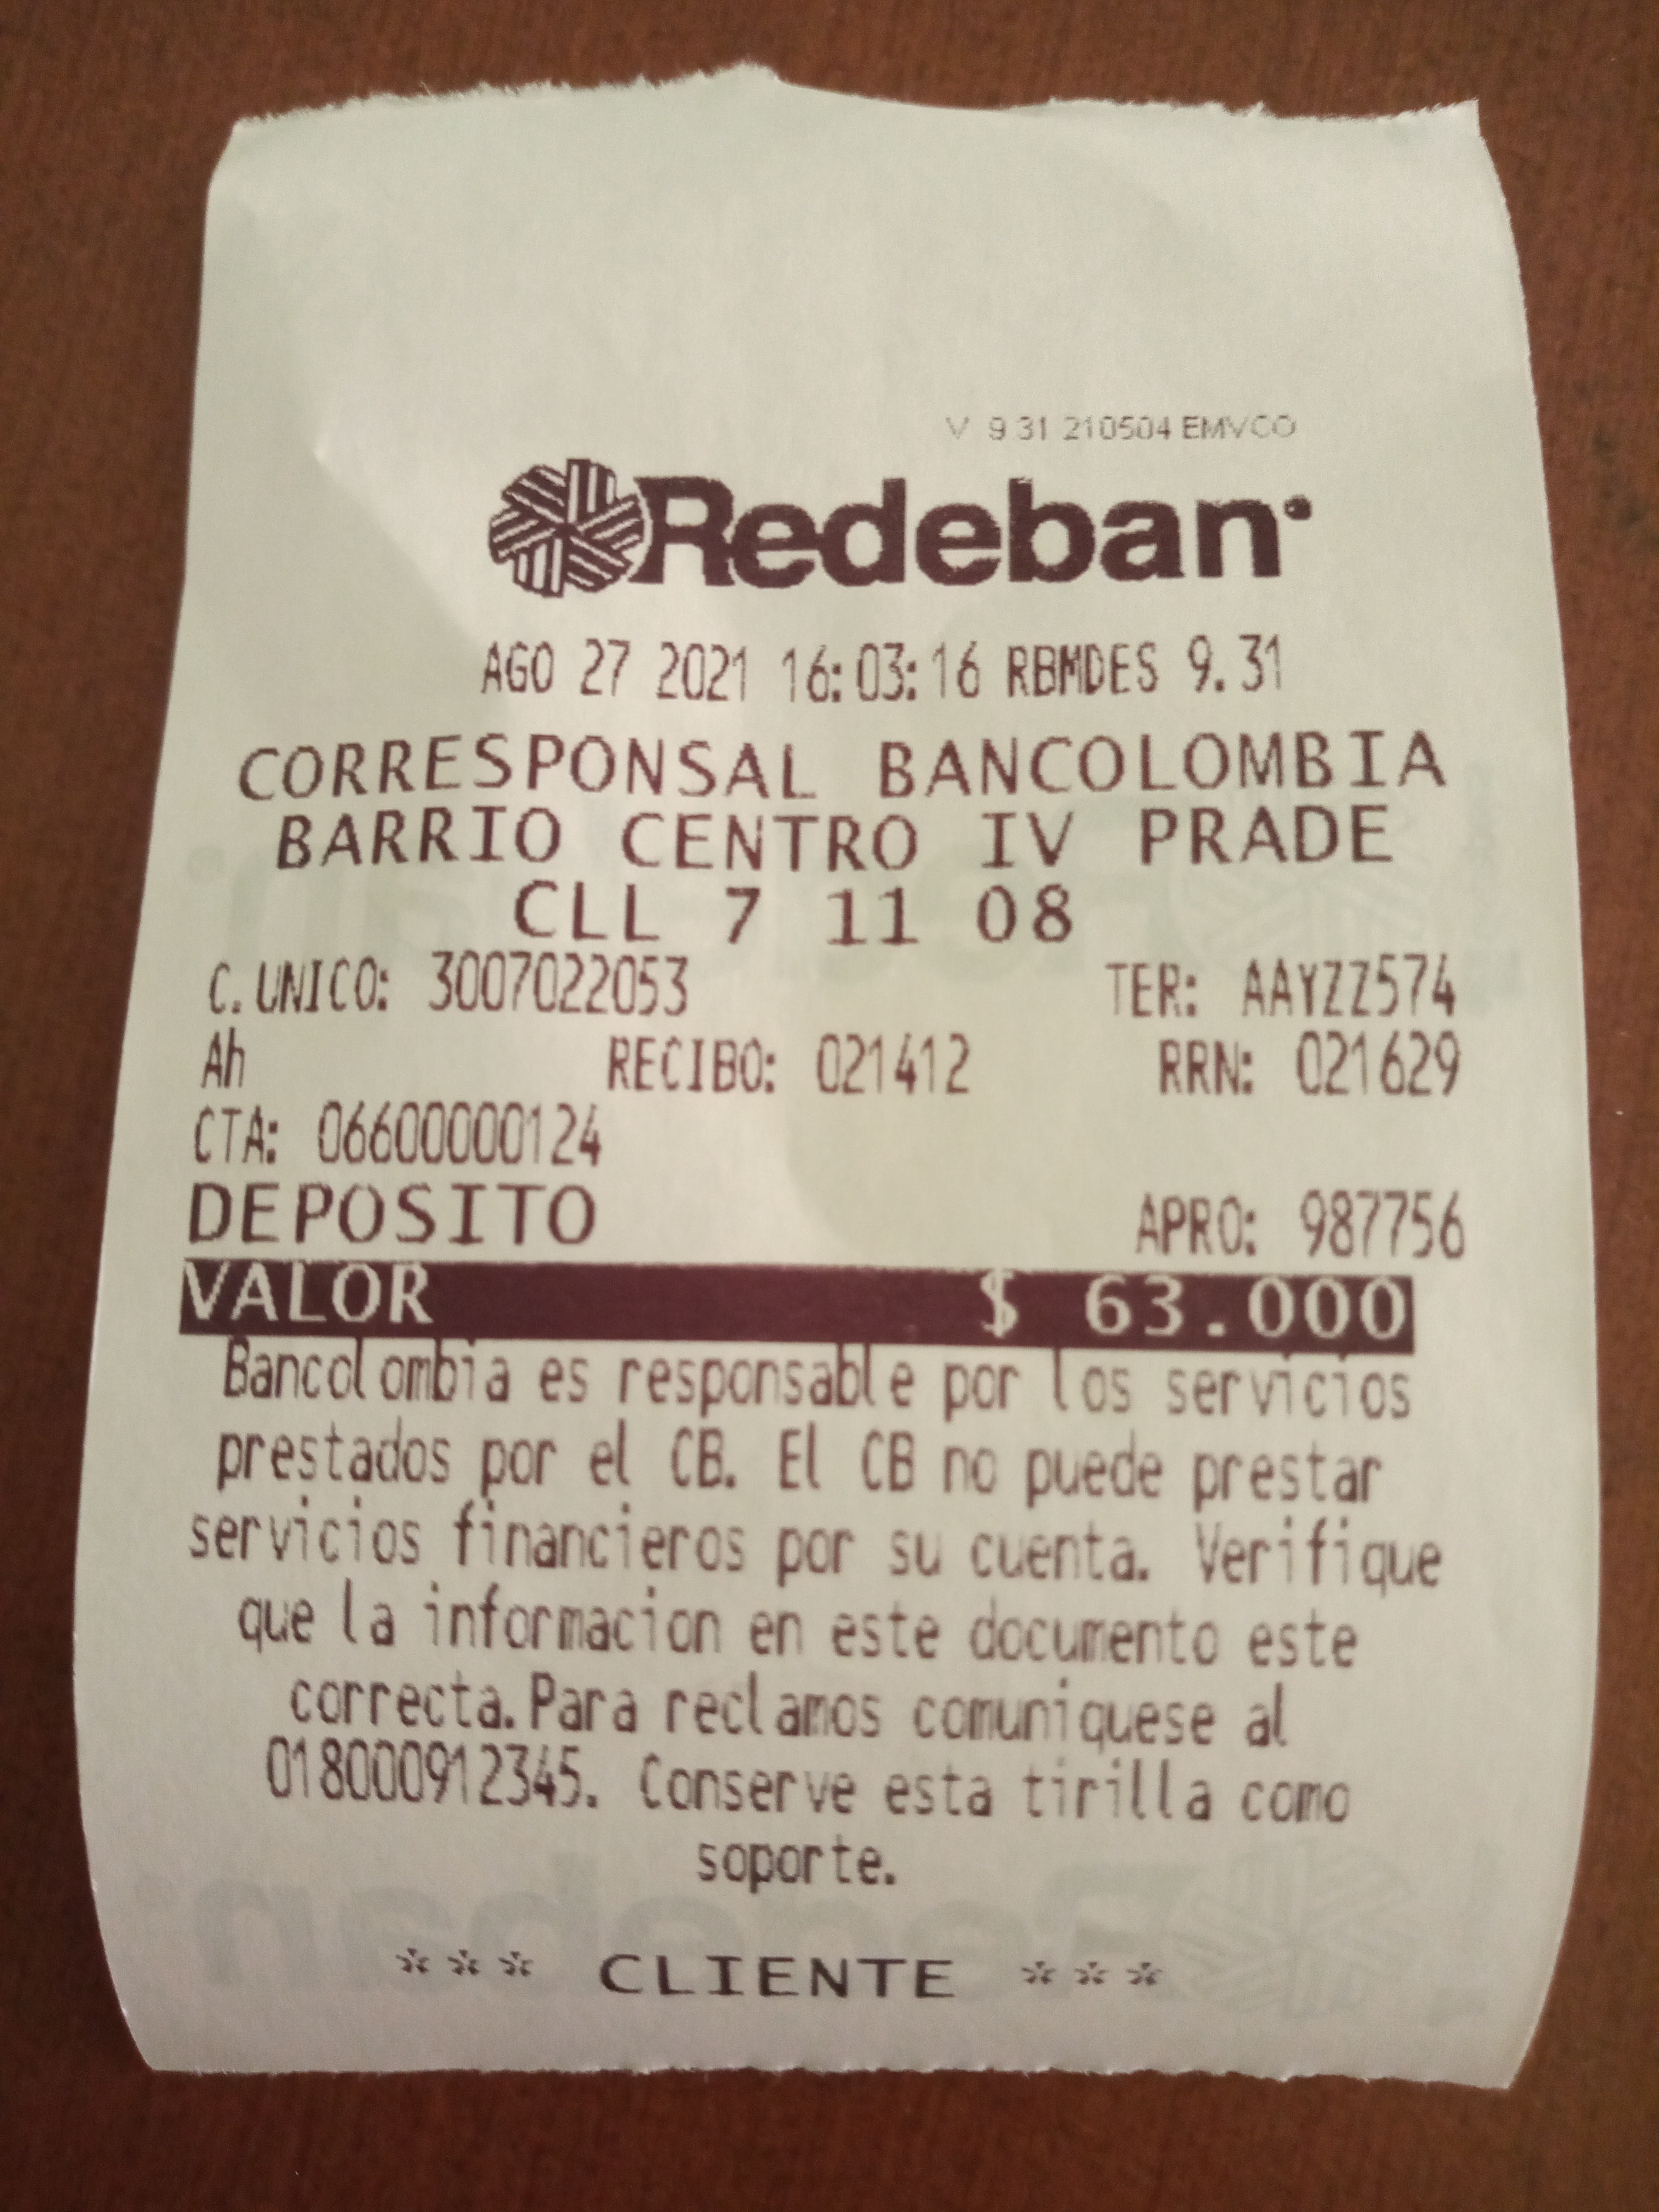 V 9.31 210504 EMVCO
Redeban
AGO 27 2021 16:03:16 RBMDES 9.31
CORRESPONSAL BANCOLOMBIA
BARRIO CENTRO IV PRADE
CLL 7 11 08
C.UNICO: 3007022053 TER: AAYZZ574
Ah RECIBO: 021412 RRN: 021629
CTA: 06600000124
DEPOSITO APRO: 987756
VALOR $ 63.000
Bancolombia es responsable por los servicios
prestados por el CB. El CB no puede prestar
servicios financieros por su cuenta. Verifique
que la informacion en este documento este
correcta.Para reclamos comuniquese al
018000912345. Conserve esta tirilla como
soporte.
*** CLIENTE ***